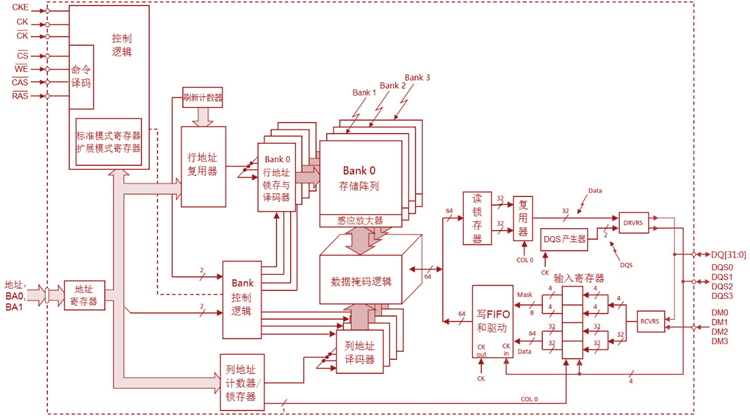 CKE
CK
CK
CS
WE
CAS
RAS
控制
逻辑
命令
译码
标准模式寄存器
扩展模式寄存器
刷新计数器
行地址
复用器
Bank 0
行地址
锁存与
译码器
Bank 3
Bank 2
Bank 1
Bank 0
存储阵列
感应放大器
数据掩码逻辑
地址,
BA0,
BA1
地址
寄存器
2
2
Bank
控制
逻辑
列地址
译码器
列地址
计数器/
锁存器
COL 0
2
64
64
64
读
锁存
器
32
32
复
用
器
COL 0
32
Data
DQS产生器
CK
2
DQS
DRVRS
DQ[31:0]
DQS0
DQS1
DQS2
DQS3
DM0
DM1
DM2
DM3
写FIFO
和驱动
CK
out
CK
in
CK
Mask
8
64
Data
输入寄存器
4
4
4
4
4
4
32
32
32
32
32
RCVRS
4